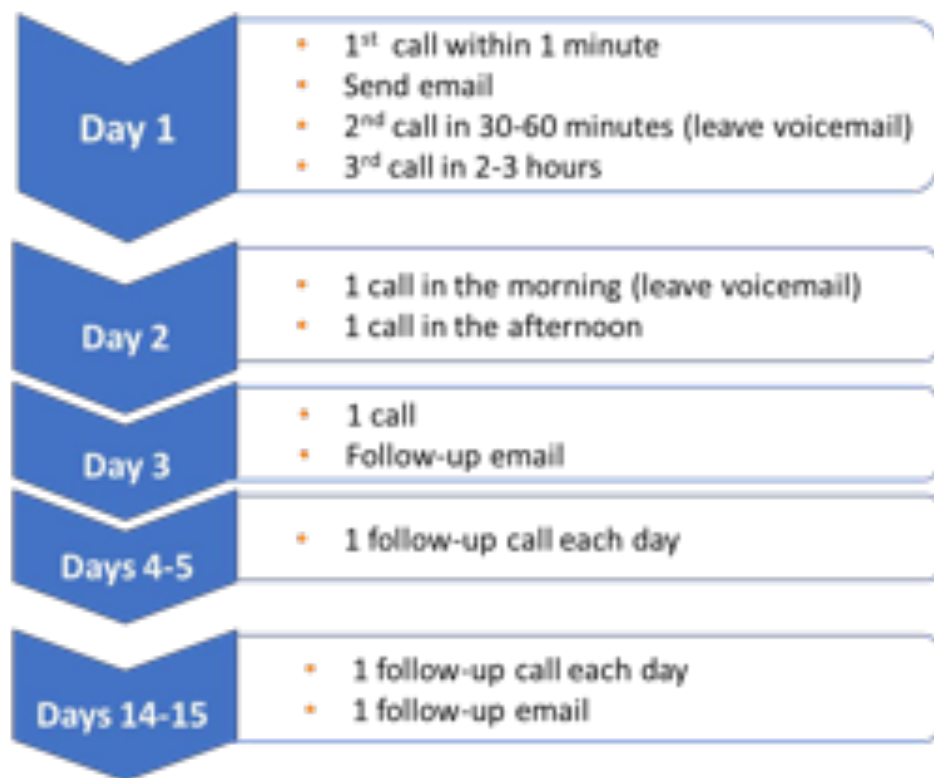 Day 1
• 1st call within 1 minute
• Send email
• 2nd call in 30-60 minutes (leave voicemail)
• 3rd call in 2-3 hours
Day 2
• 1 call in the morning (leave voicemail)
• 1 call in the afternoon
Day 3
• 1 call
• Follow-up email
Days 4-5
• 1 follow-up call each day
Days 14-15
• 1 follow-up call each day
• 1 follow-up email